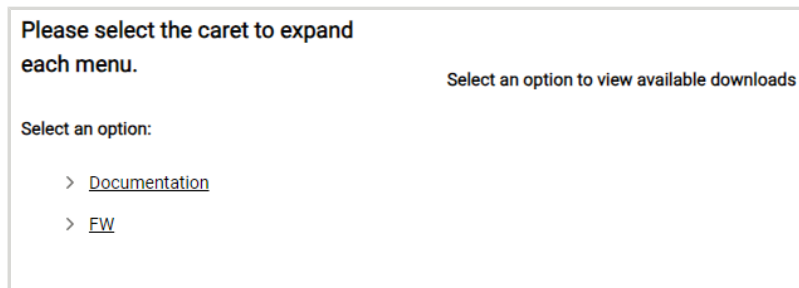 Please select the caret to expand
each menu.
Select an option to view available downloads
Select an option:
Documentation
FW